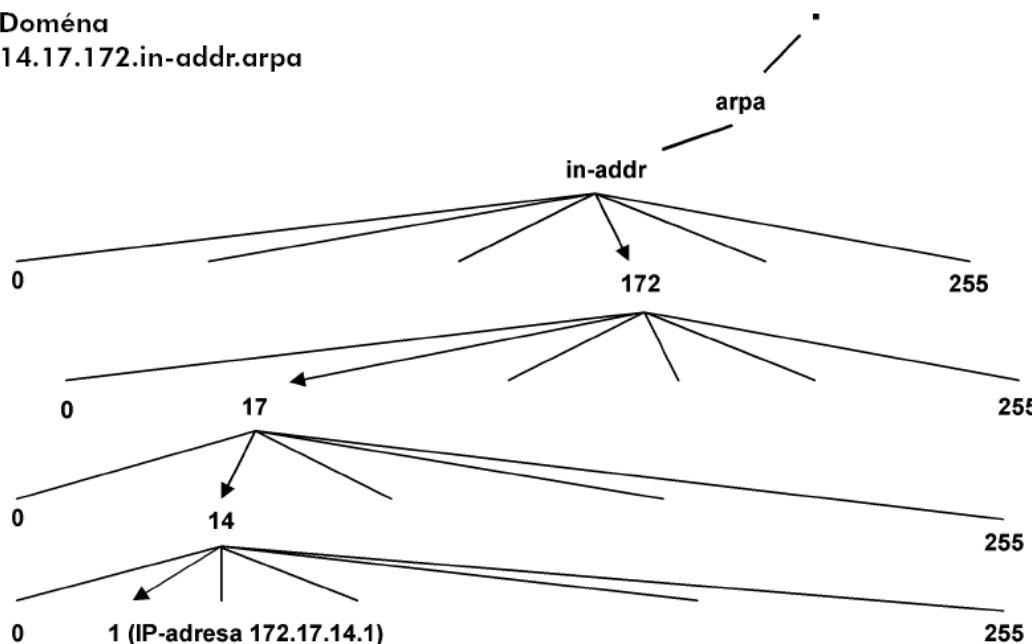 Doména
14.17.172.in-addr.arpa
.
arpa
in-addr
0
172
255
0
17
255
0
14
255
0
1 (IP-adresa 172.17.14.1)
255